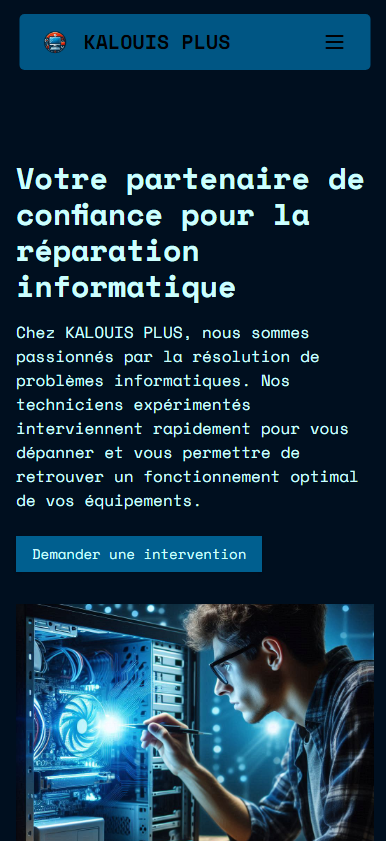 KALOUIS PLUS
Votre partenaire de
confiance pour la
réparation
informatique
Chez KALOUIS PLUS, nous sommes
passionnés par la résolution de
problèmes informatiques. Nos
techniciens expérimentés
interviennent rapidement pour vous
dépanner et vous permettre de
retrouver un fonctionnement optimal
de vos équipements.
Demander une intervention